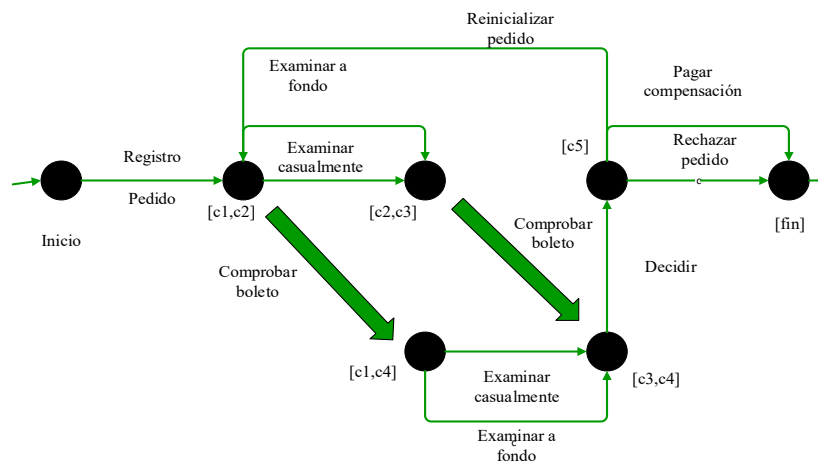 Reinicializar
pedido
Examinar a
fondo
Pagar
compensación
Registro
Examinar
casualmente
[c5]
Rechazar
pedido
c
Pedido
[c1,c2]
[c2,c3]
[fin]
Inicio
Comprobar
boleto
Comprobar
boleto
Decidir
[c1,c4]
Examinar
casualmente
[c3,c4]
Examinar a
fondo